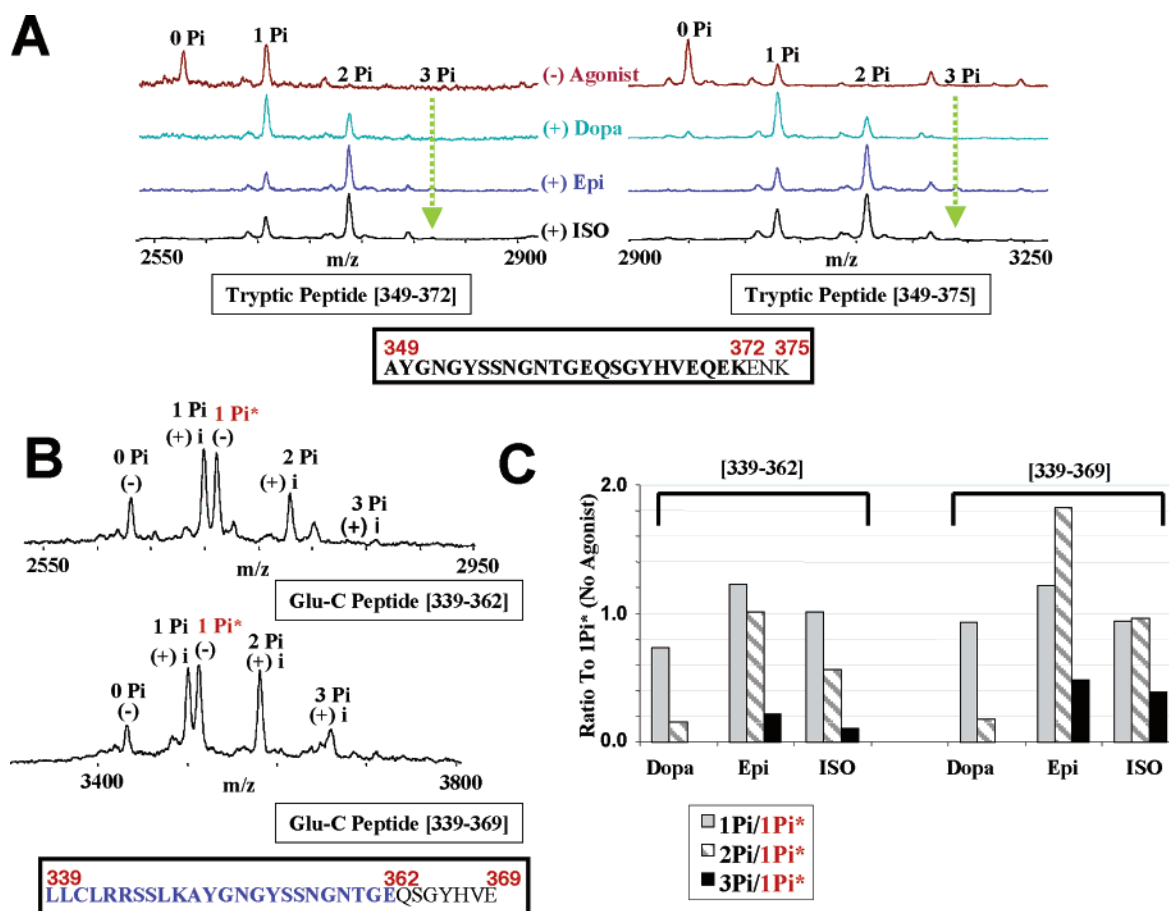 A
0 Pi
1 Pi
2 Pi
3 Pi
(-) Agonist
(+) Dopa
(+) Epi
(+) ISO
0 Pi
1 Pi
2 Pi
3 Pi
2550
m/z
2900
2900
m/z
3250
Tryptic Peptide [349-372]
Tryptic Peptide [349-375]
349 372 375
AYGNGYSSNGNTGEQSGYHVEQEKENK
B
1 Pi 1 Pi*
0 Pi (+) i (-) 2 Pi
(-) (+) i 3 Pi
(+) i
2550 m/z 2950
Glu-C Peptide [339-362]
1 Pi 1 Pi* 2 Pi
0 Pi (+) i (-) (+) i 3 Pi
(-) (+) i
3400 m/z 3800
Glu-C Peptide [339-369]
339 362 369
LLCLRRSSLKAYGNGYSSNGNTGEQSGYHVE
C
[339-362] [339-369]
Ratio To 1Pi* (No Agonist)
2.0
1.0
0.0
Dopa Epi ISO Dopa Epi ISO
1Pi/1Pi*
2Pi/1Pi*
3Pi/1Pi*